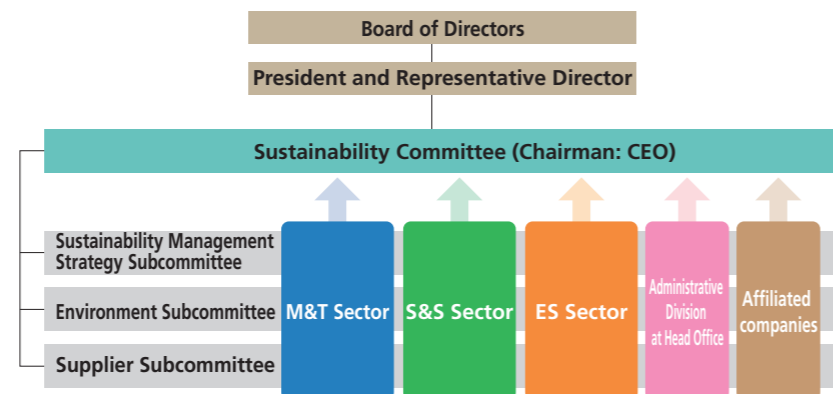 Board of Directors
President and Representative Director
Sustainability Committee (Chairman: CEO)
Sustainability Management
Strategy Subcommittee
Environment Subcommittee
Supplier Subcommittee
M&T Sector
S&S Sector
ES Sector
Administrative
Division
at Head Office
Affiliated
companies